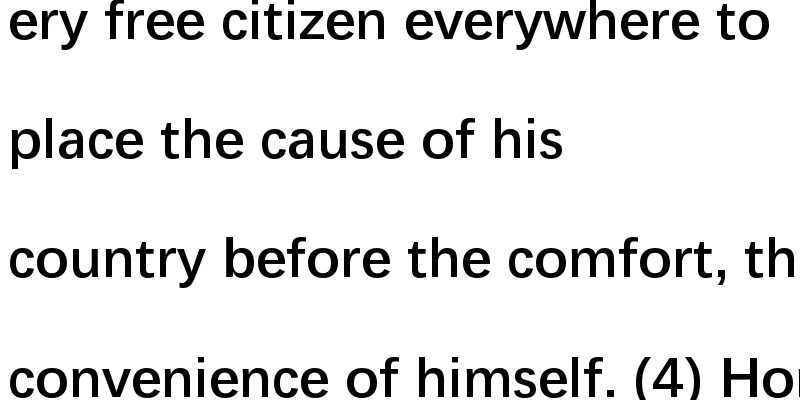 ery free citizen everywhere to
place the cause of his
country before the comfort, th
convenience of himself. (4) Hor